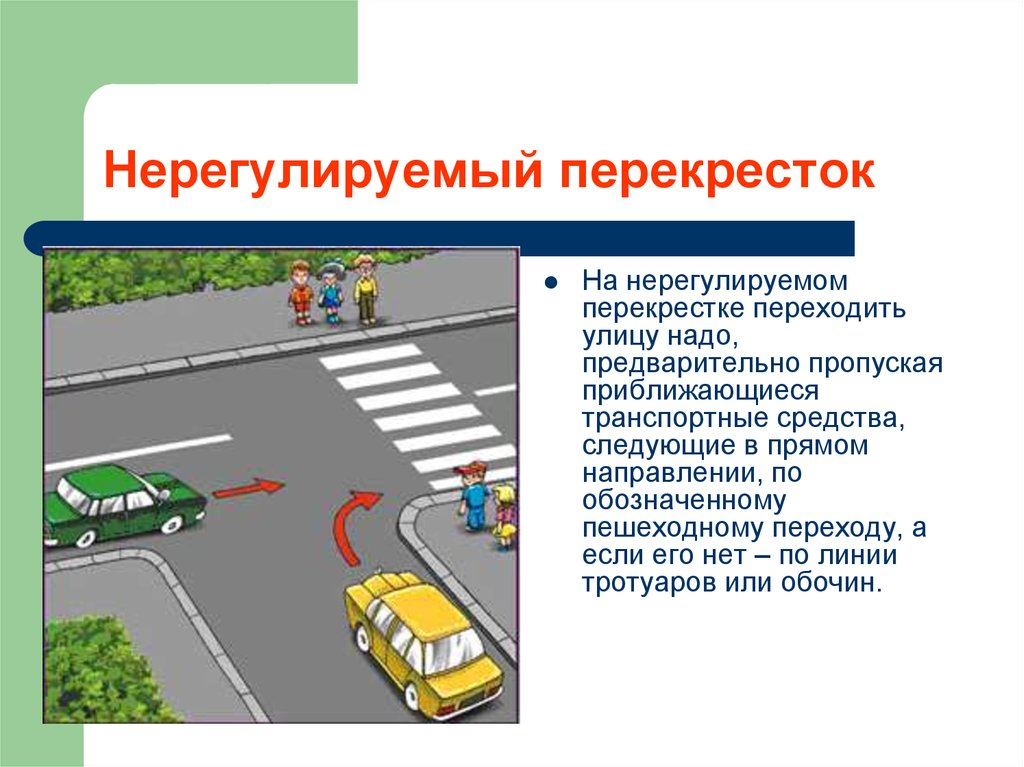 Нерегулируемый перекресток
На нерегулируемом
перекрестке переходить
улицу надо,
предварительно пропуская
приближающиеся
транспортные средства,
следующие в прямом
направлении, по
обозначенному
пешеходному переходу, а
если его нет – по линии
тротуаров или обочин.